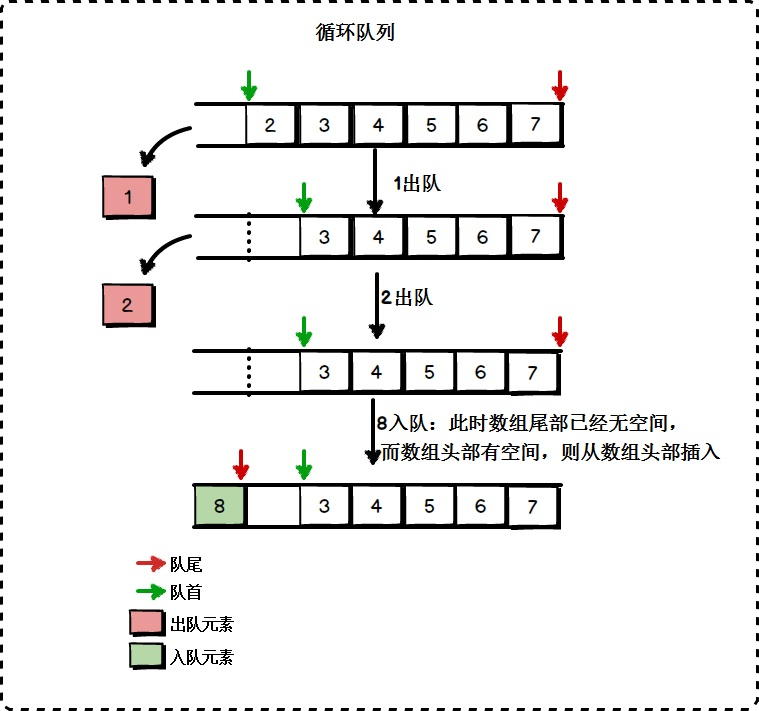 循环队列
2 3 4 5 6 7
1
1出队
3 4 5 6 7
2
2出队
3 4 5 6 7
8入队：此时数组尾部已经无空间，
而数组头部有空间，则从数组头部插入
8 3 4 5 6 7
队尾
队首
出队元素
入队元素